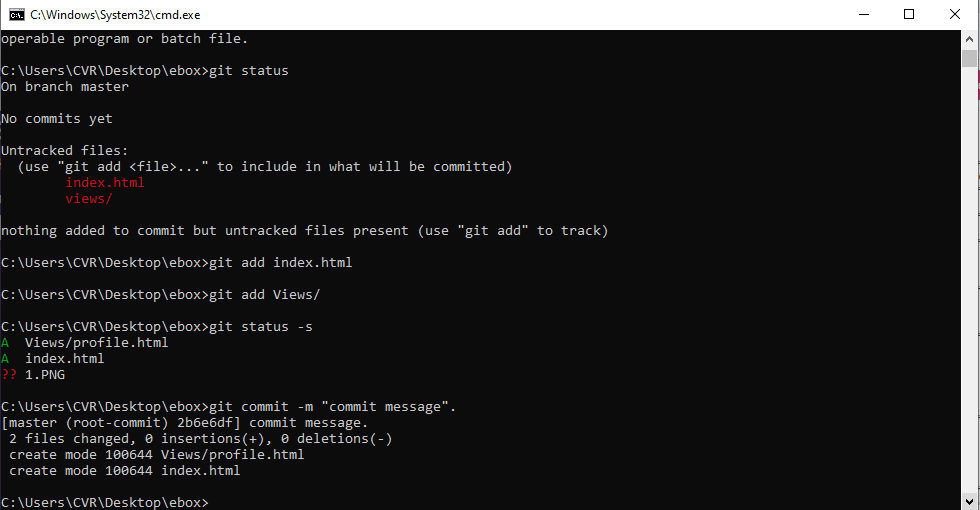 C:\Windows\System32\cmd.exe
operable program or batch file.
C:\Users\CVR\Desktop\ebox>git status
On branch master
No commits yet
Untracked files:
  (use "git add <file>..." to include in what will be committed)
        index.html
        views/
nothing added to commit but untracked files present (use "git add" to track)
C:\Users\CVR\Desktop\ebox>git add index.html
C:\Users\CVR\Desktop\ebox>git add Views/
C:\Users\CVR\Desktop\ebox>git status -s
A  Views/profile.html
A  index.html
?? 1.PNG
C:\Users\CVR\Desktop\ebox>git commit -m "commit message".
[master (root-commit) 2b6e6df] commit message.
 2 files changed, 0 insertions(+), 0 deletions(-)
 create mode 100644 Views/profile.html
 create mode 100644 index.html
C:\Users\CVR\Desktop\ebox>